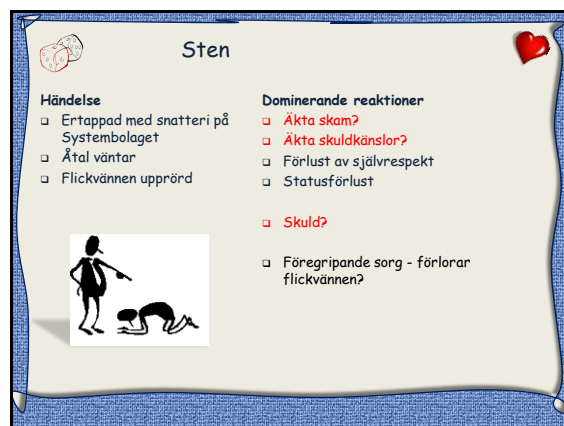 Sten
Händelse
Ertappad med snatteri på
Systembolaget
Åtal väntar
Flickvännen upprörd
Dominerande reaktioner
Äkta skam?
Äkta skuldkänslor?
Förlust av självrespekt
Statusförlust
Skuld?
Föregripande sorg - förlorar
flickvännen?